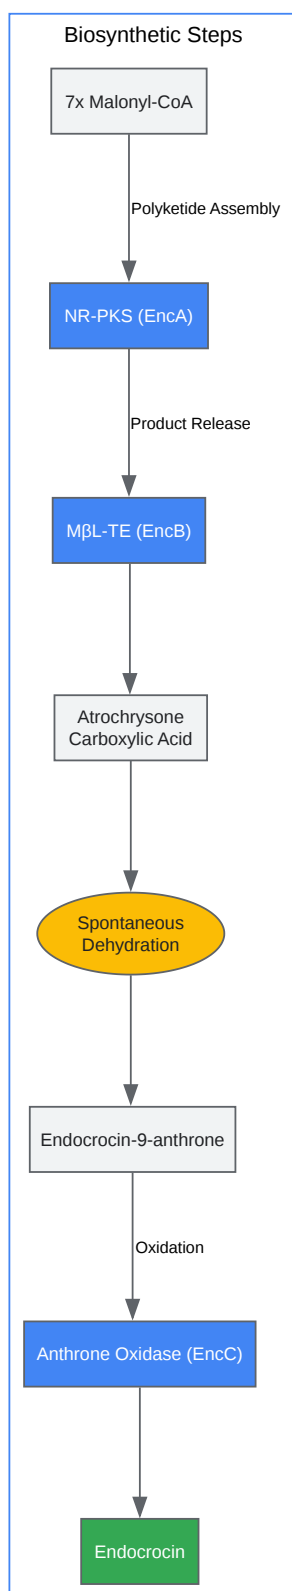 Biosynthetic Steps
7x Malonyl-CoA
Polyketide Assembly
NR-PKS (EncA)
Product Release
MβL-TE (EncB)
Atrochrysone
Carboxylic Acid
Spontaneous
Dehydration
Endocrocin-9-anthrone
Oxidation
Anthrone Oxidase (EncC)
Endocrocin